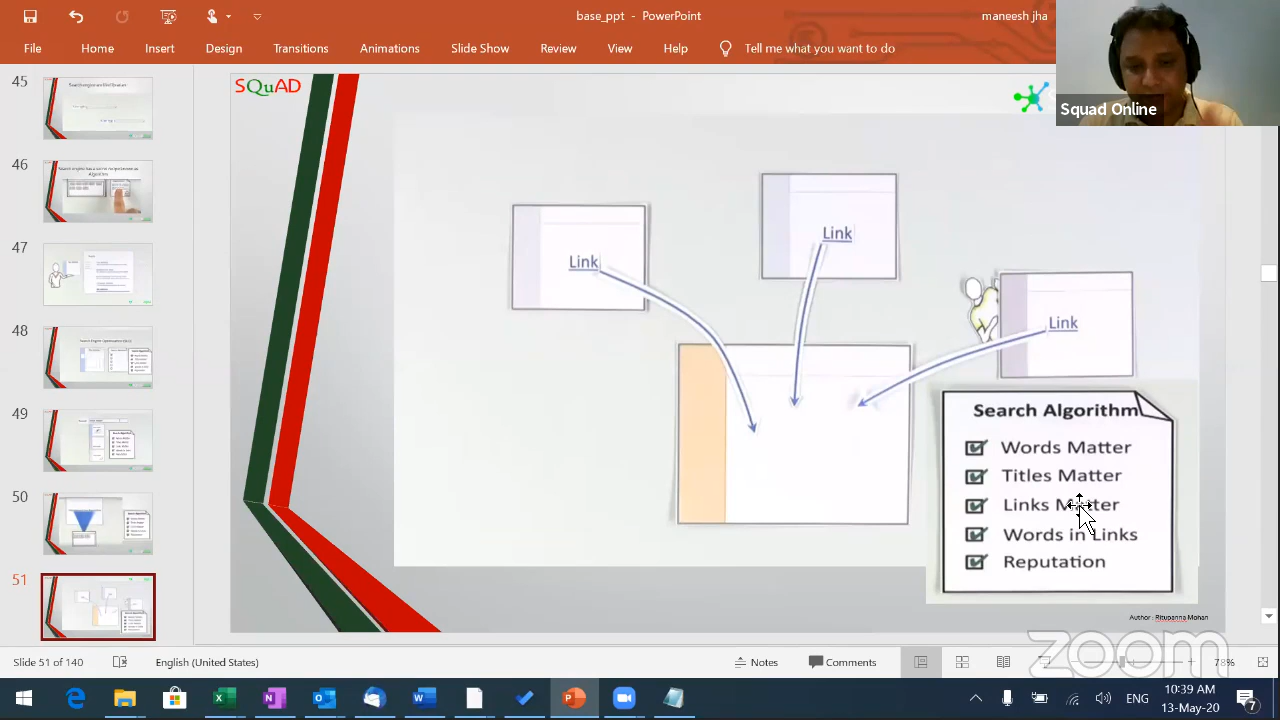 base_ppt - PowerPoint
maneesh jha
File Home Insert Design Transitions Animations Slide Show Review View Help Tell me what you want to do
Squad Online
45
46
47
48
49
50
51
SQuAD
Link
Link
Link
Search Algorithm
Words Matter
Titles Matter
Links Matter
Words in Links
Reputation
Author : Rituparna Mohan
zoom
Slide 51 of 140 English (United States) Notes Comments 78%
ENG
10:39 AM
13-May-20
7